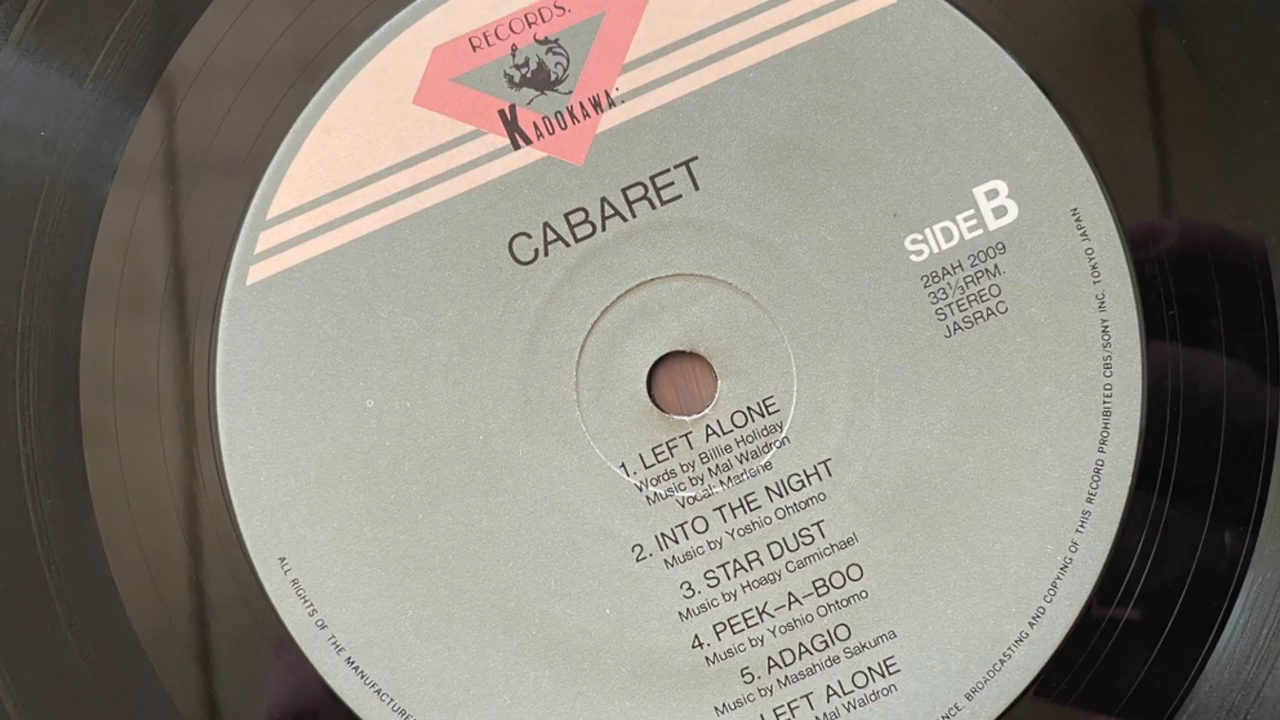 RECORDS.
KADOKAWA:
CABARET
SIDE B
28AH 2009
33⅓RPM.
STEREO
JASRAC
1. LEFT ALONE
Words by Billie Holiday
Music by Mal Waldron
Vocal: Marlene
2. INTO THE NIGHT
Music by Yoshio Ohtomo
3. STAR DUST
Music by Hoagy Carmichael
4. PEEK-A-BOO
Music by Yoshio Ohtomo
5. ADAGIO
Music by Masahide Sakuma
LEFT ALONE
Mal Waldron
ALL RIGHTS OF THE MANUFACTURE
BROADCASTING AND COPYING OF THIS RECORD PROHIBITED CBS/SONY INC. TOKYO JAPAN